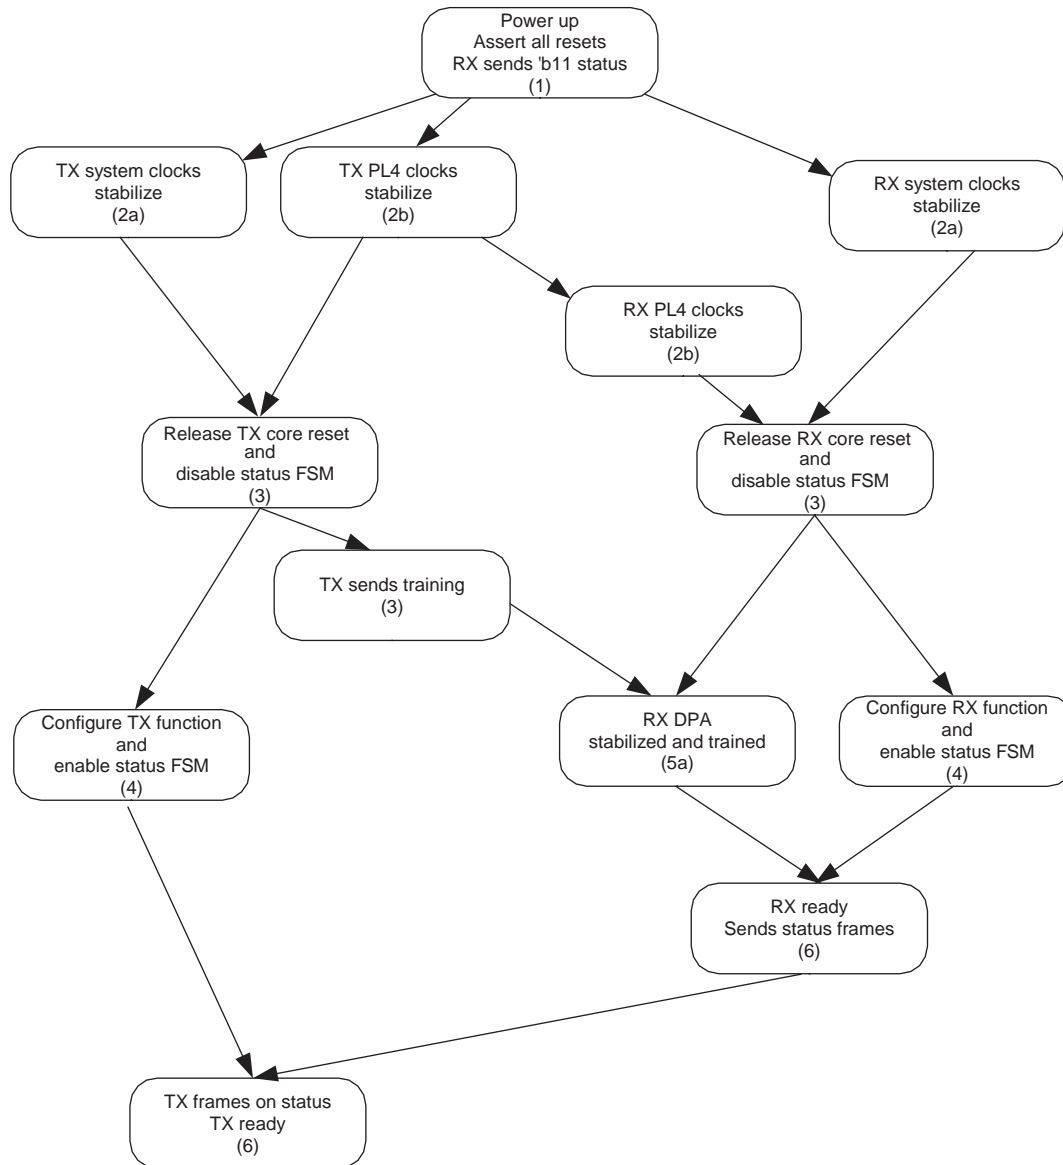 Power up
Assert all resets
RX sends 'b11 status
(1)
TX system clocks
stabilize
(2a)
TX PL4 clocks
stabilize
(2b)
RX system clocks
stabilize
(2a)
RX PL4 clocks
stabilize
(2b)
Release TX core reset
and
disable status FSM
(3)
Release RX core reset
and
disable status FSM
(3)
TX sends training
(3)
Configure TX function
and
enable status FSM
(4)
RX DPA
stabilized and trained
(5a)
Configure RX function
and
enable status FSM
(4)
RX ready
Sends status frames
(6)
TX frames on status
TX ready
(6)